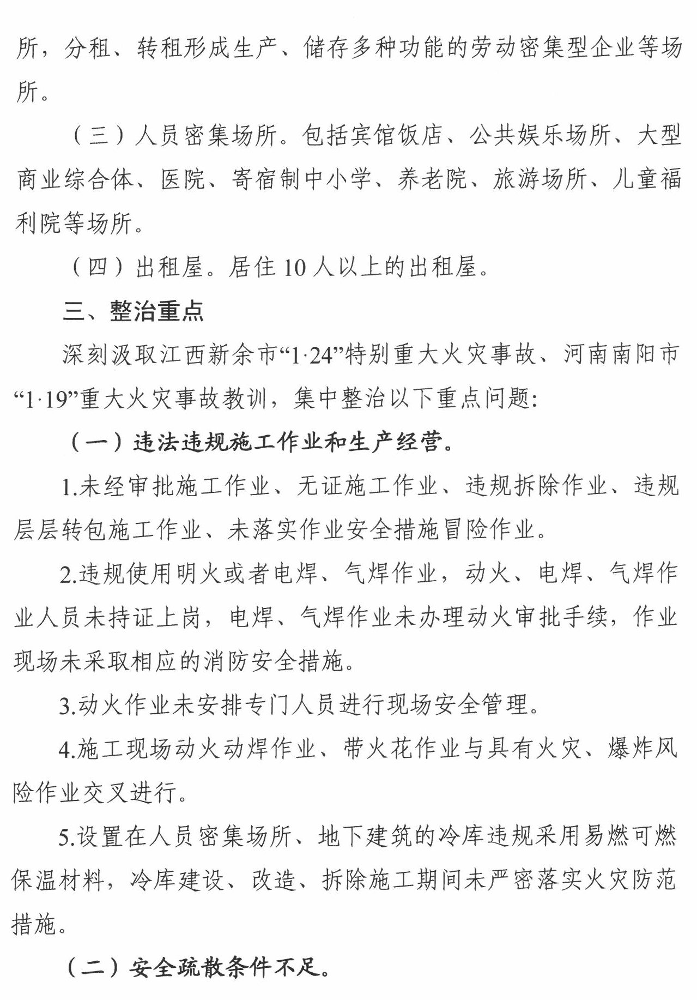 所，分租、转租形成生产、储存多种功能的劳动密集型企业等场
所。
（三）人员密集场所。包括宾馆饭店、公共娱乐场所、大型
商业综合体、医院、寄宿制中小学、养老院、旅游场所、儿童福
利院等场所。
（四）出租屋。居住 10 人以上的出租屋。
三、整治重点
深刻汲取江西新余市“1·24”特别重大火灾事故、河南南阳市
“1·19”重大火灾事故教训，集中整治以下重点问题：
（一）违法违规施工作业和生产经营。
1.未经审批施工作业、无证施工作业、违规拆除作业、违规
层层转包施工作业、未落实作业安全措施冒险作业。
2.违规使用明火或者电焊、气焊作业，动火、电焊、气焊作
业人员未持证上岗，电焊、气焊作业未办理动火审批手续，作业
现场未采取相应的消防安全措施。
3.动火作业未安排专门人员进行现场安全管理。
4.施工现场动火动焊作业、带火花作业与具有火灾、爆炸风
险作业交叉进行。
5.设置在人员密集场所、地下建筑的冷库违规采用易燃可燃
保温材料，冷库建设、改造、拆除施工期间未严密落实火灾防范
措施。
（二）安全疏散条件不足。